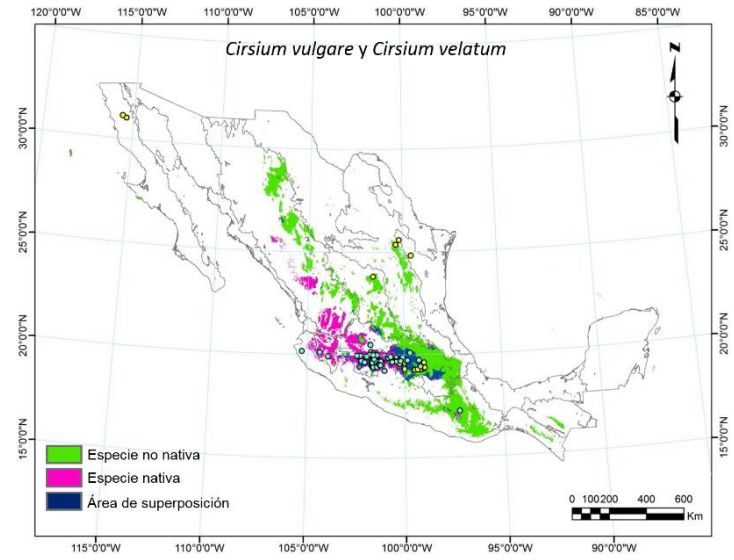 120°0'0"W 115°0'0"W 110°0'0"W 105°0'0"W 100°0'0"W 95°0'0"W 90°0'0"W 85°0'0"W
Cirsium vulgare y Cirsium velatum
N
30°0'0"N 30°0'0"N
25°0'0"N 25°0'0"N
20°0'0"N 20°0'0"N
15°0'0"N 15°0'0"N
Especie no nativa
Especie nativa
Área de superposición
0 100 200 400 600
Km
115°0'0"W 110°0'0"W 105°0'0"W 100°0'0"W 95°0'0"W 90°0'0"W